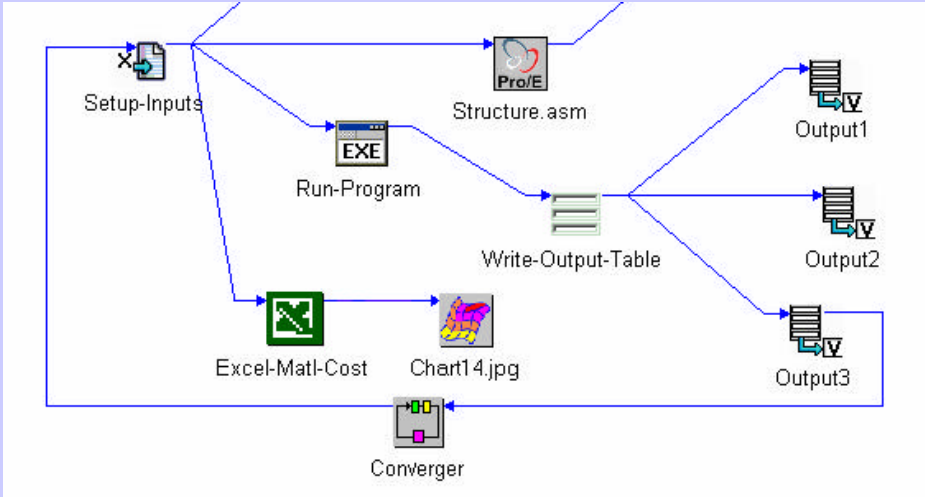 X
Setup-Inputs
Pro/E
Structure.asm
V
Output1
EXE
Run-Program
Write-Output-Table
V
Output2
Excel-Matl-Cost
Chart14.jpg
V
Output3
Converger